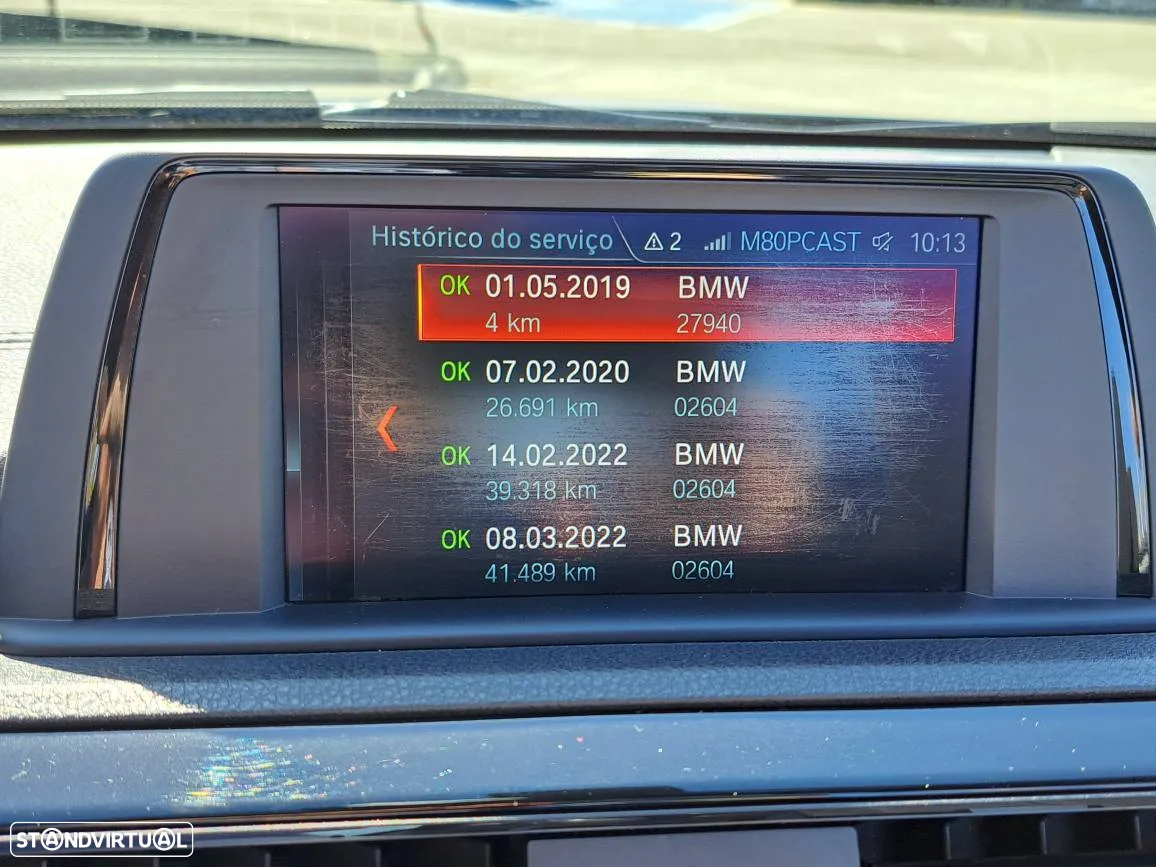 Histórico do serviço 2 M80PCAST 10:13
OK 01.05.2019 BMW
4 km 27940
OK 07.02.2020 BMW
26.691 km 02604
OK 14.02.2022 BMW
39.318 km 02604
OK 08.03.2022 BMW
41.489 km 02604
STANDVIRTUAL